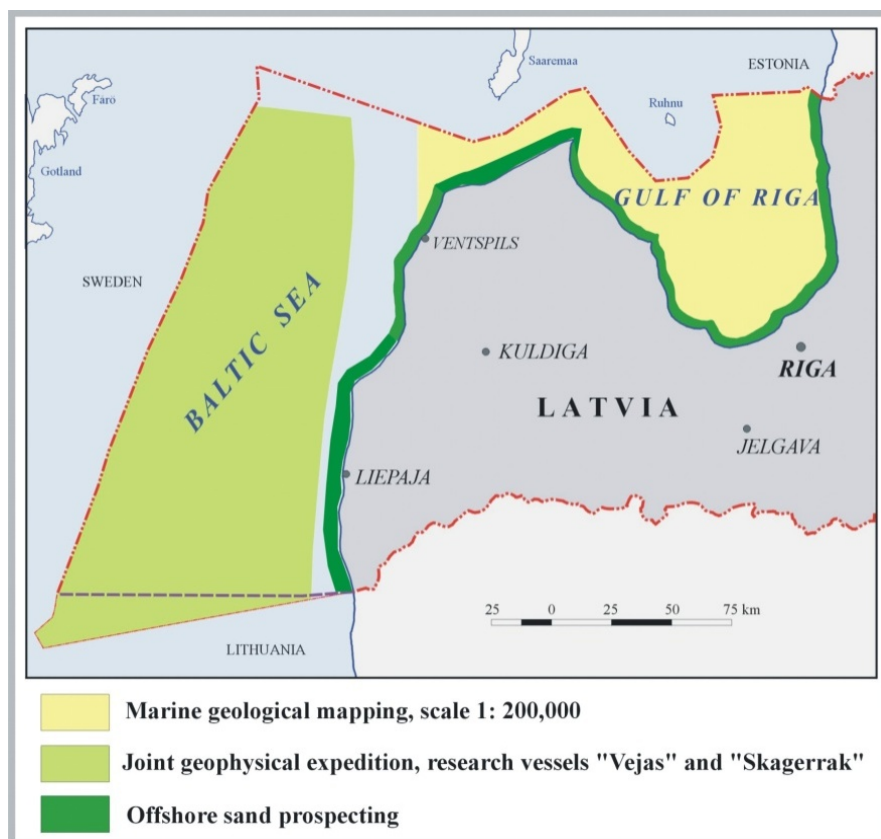 ESTONIA
Saaremaa
Fårö
Ruhnu
Gotland
GULF OF RIGA
VENTSPILS
SWEDEN
BALTIC SEA
KULDIGA
RIGA
LATVIA
JELGAVA
LIEPAJA
25 0 25 50 75 km
LITHUANIA
Marine geological mapping, scale 1: 200,000
Joint geophysical expedition, research vessels "Vejas" and "Skagerrak"
Offshore sand prospecting